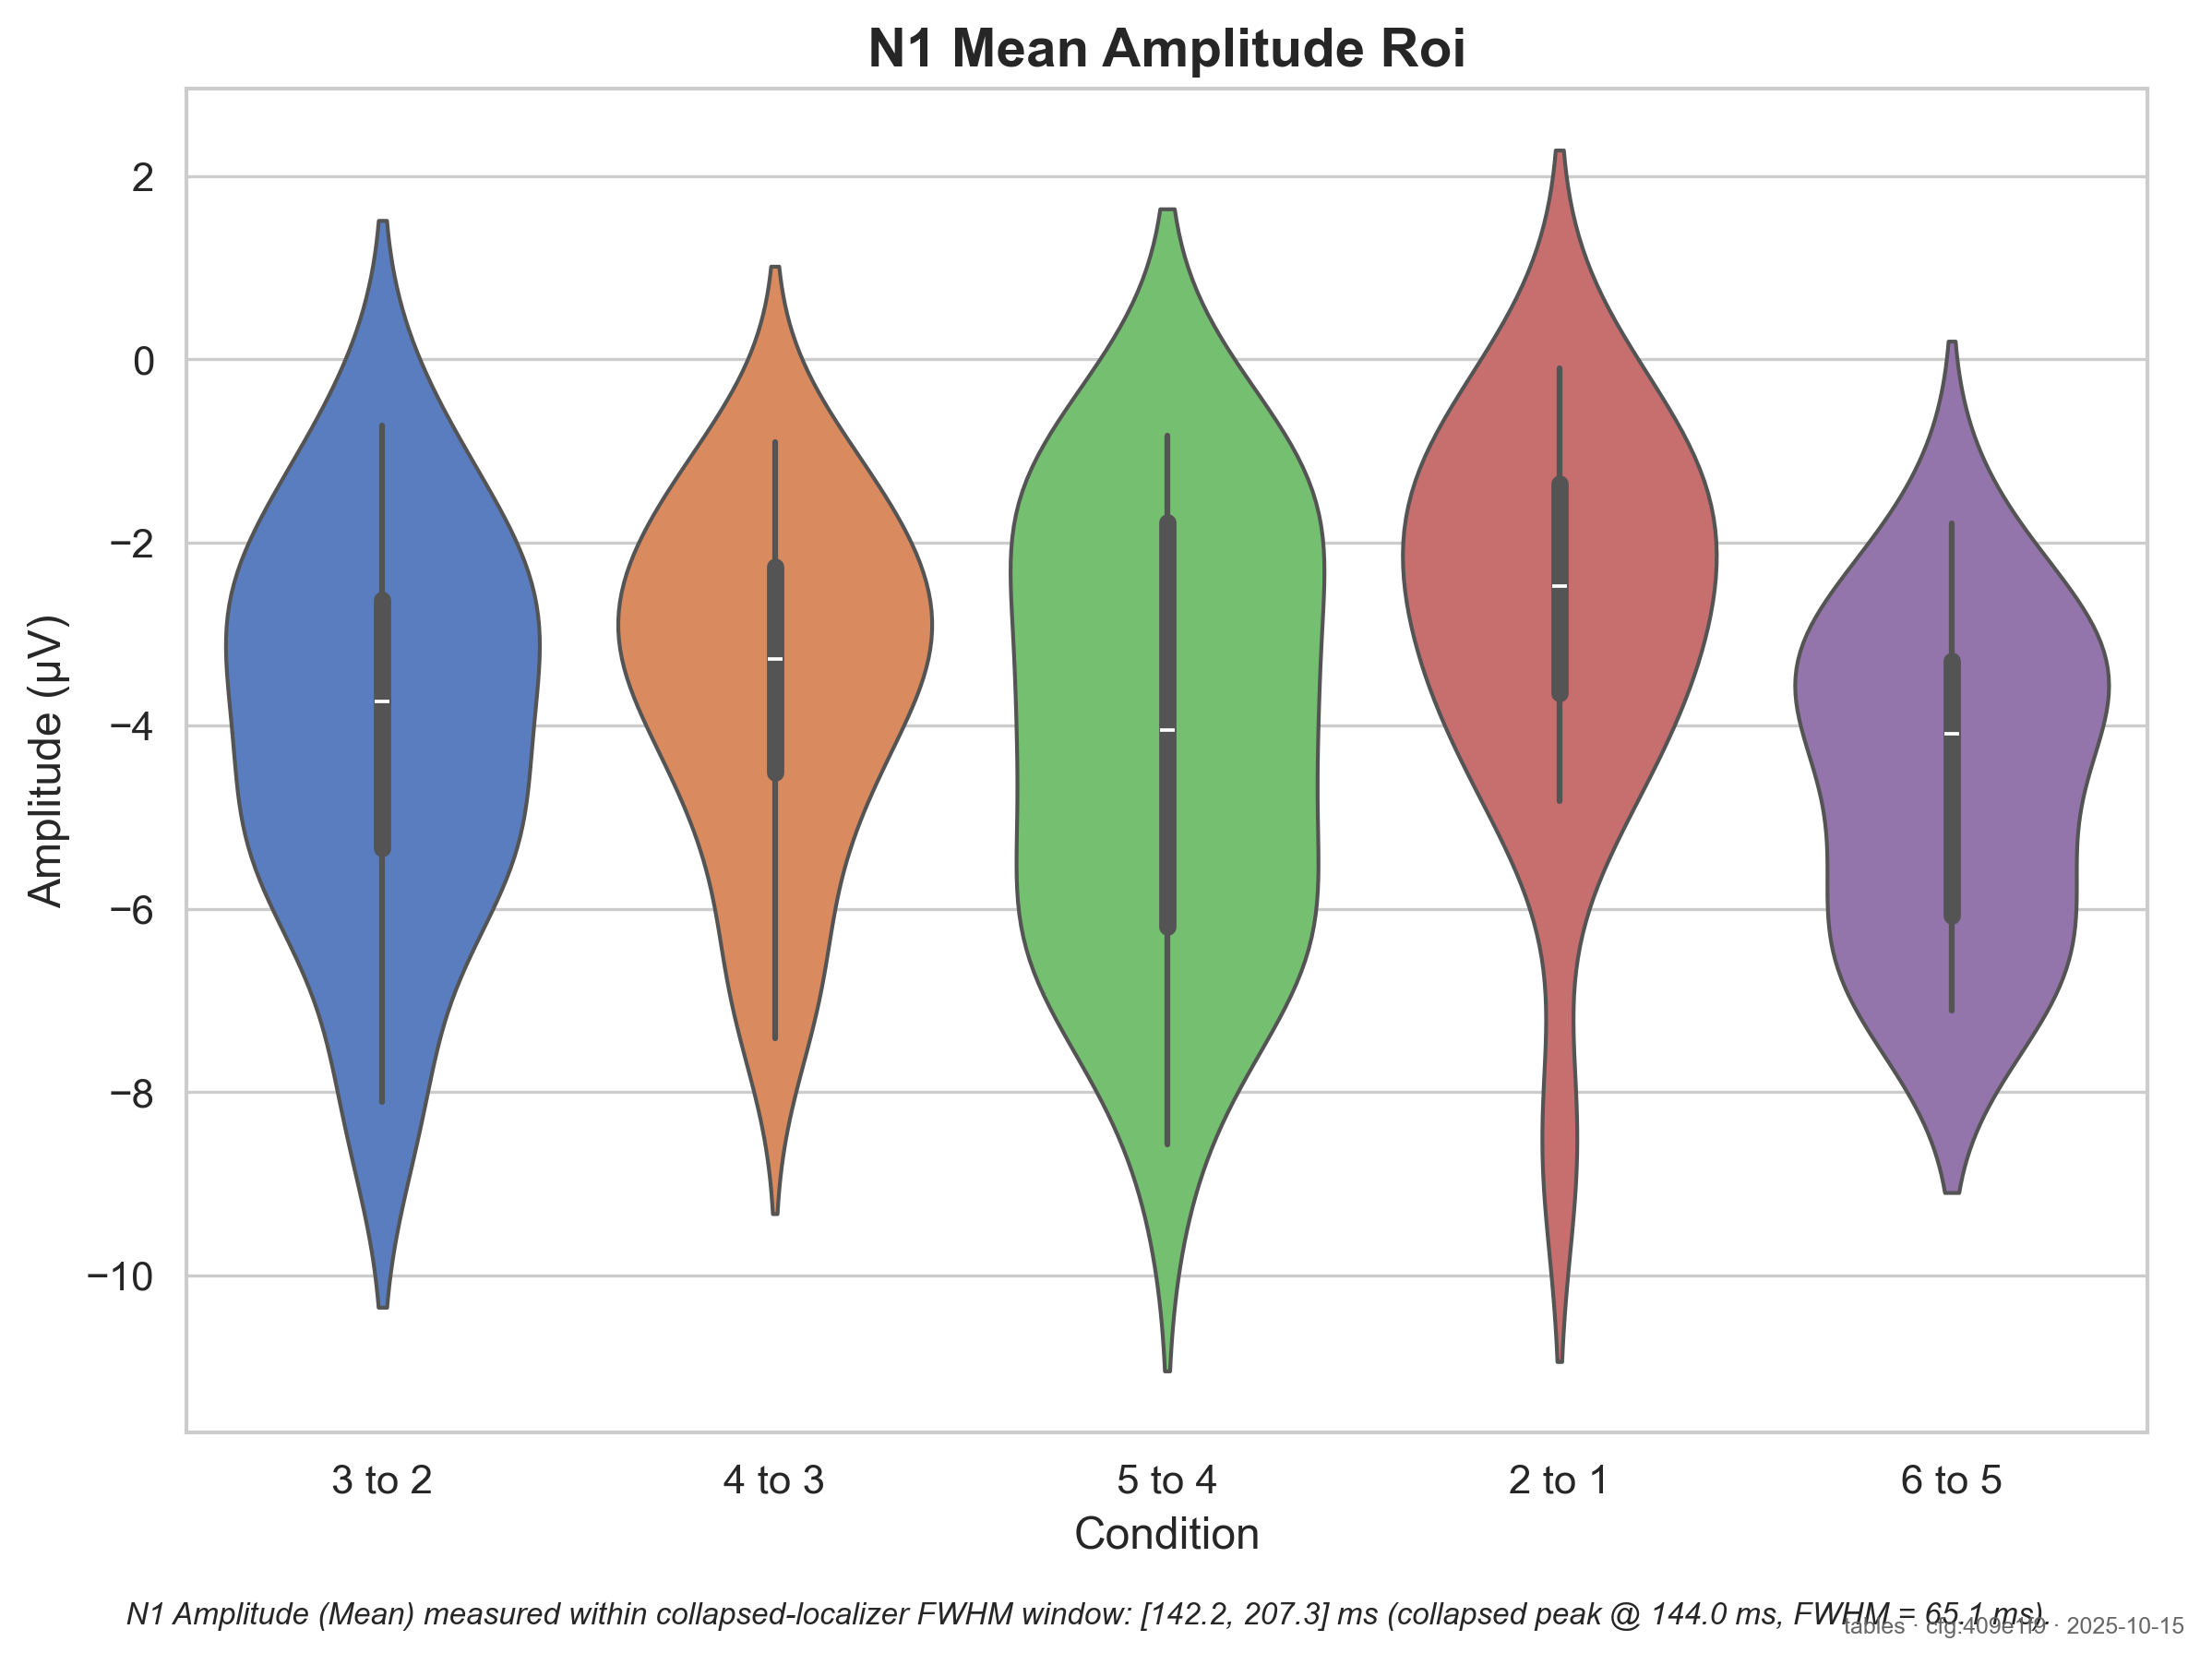 N1 Mean Amplitude Roi
Amplitude (µV)
2
0
−2
−4
−6
−8
−10
3 to 2
4 to 3
5 to 4
2 to 1
6 to 5
Condition
N1 Amplitude (Mean) measured within collapsed-localizer FWHM window: [142.2, 207.3] ms (collapsed peak @ 144.0 ms, FWHM = 65.1 ms).
tables · cfg:409e1ff9 · 2025-10-15